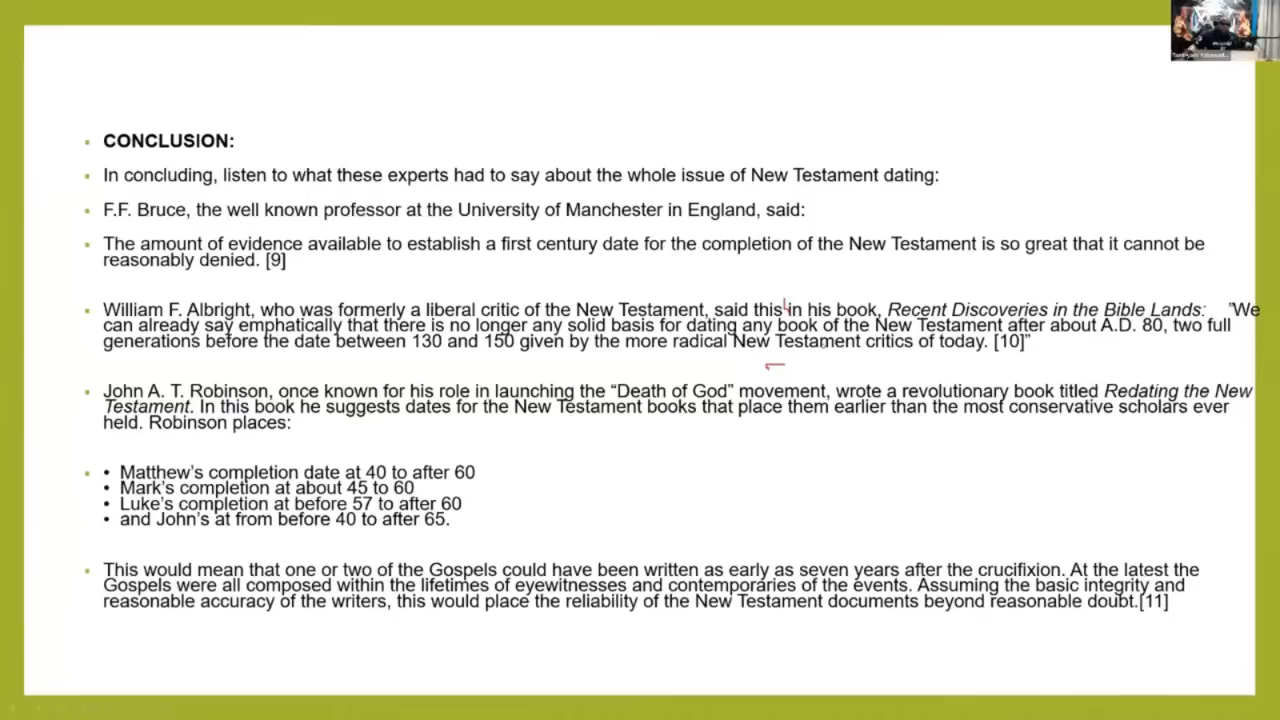 CONCLUSION:
In concluding, listen to what these experts had to say about the whole issue of New Testament dating:
F.F. Bruce, the well known professor at the University of Manchester in England, said:
The amount of evidence available to establish a first century date for the completion of the New Testament is so great that it cannot be
reasonably denied. [9]
William F. Albright, who was formerly a liberal critic of the New Testament, said this in his book, Recent Discoveries in the Bible Lands: "We
can already say emphatically that there is no longer any solid basis for dating any book of the New Testament after about A.D. 80, two full
generations before the date between 130 and 150 given by the more radical New Testament critics of today. [10]"
John A. T. Robinson, once known for his role in launching the “Death of God” movement, wrote a revolutionary book titled Redating the New
Testament. In this book he suggests dates for the New Testament books that place them earlier than the most conservative scholars ever
held. Robinson places:
• Matthew’s completion date at 40 to after 60
• Mark’s completion at about 45 to 60
• Luke’s completion at before 57 to after 60
• and John’s at from before 40 to after 65.
This would mean that one or two of the Gospels could have been written as early as seven years after the crucifixion. At the latest the
Gospels were all composed within the lifetimes of eyewitnesses and contemporaries of the events. Assuming the basic integrity and
reasonable accuracy of the writers, this would place the reliability of the New Testament documents beyond reasonable doubt.[11]